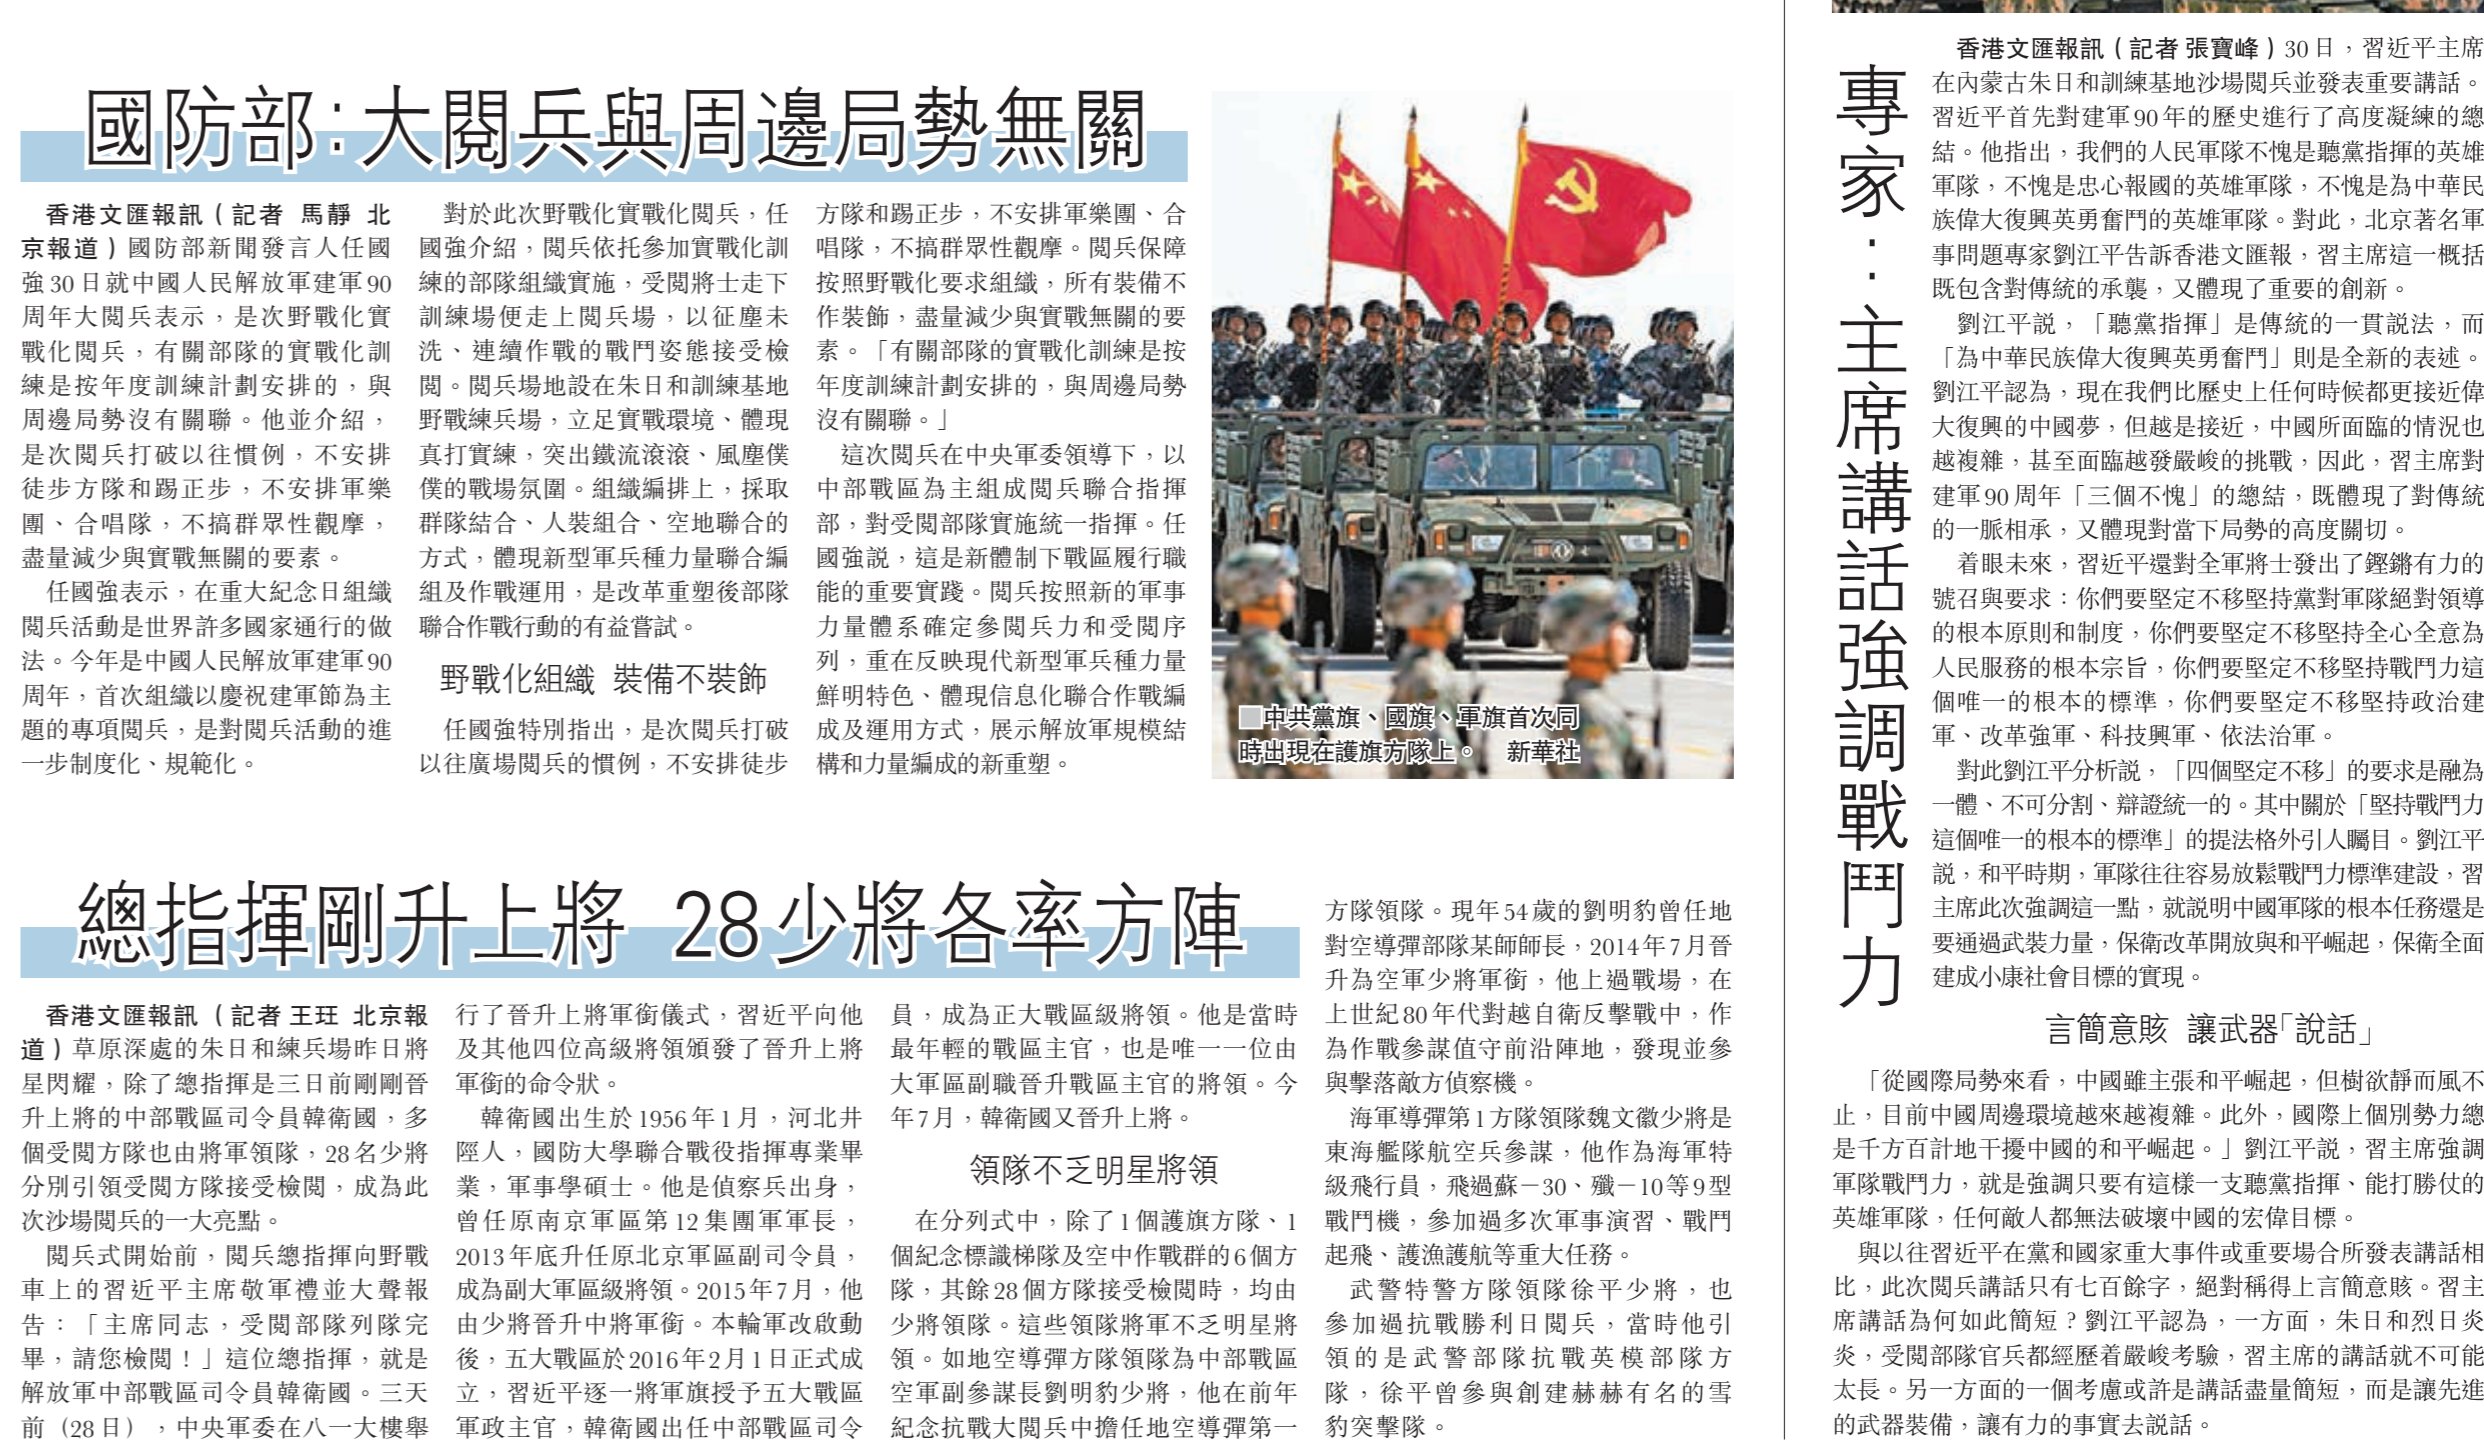 國防部:大閱兵與周邊局勢無關
香港文匯報訊(記者 馬靜 北
京報道)國防部新聞發言人任國
強30日就中國人民解放軍建軍90
周年大閱兵表示，是次野戰化實
戰化閱兵，有關部隊的實戰化訓
練是按年度訓練計劃安排的，與
周邊局勢沒有關聯。他並介紹，
是次閱兵打破以往慣例，不安排
徒步方隊和踢正步，不安排軍樂
團、合唱隊，不搞群眾性觀摩，
盡量減少與實戰無關的要素。
任國強表示，在重大紀念日組織
閱兵活動是世界許多國家通行的做
法。今年是中國人民解放軍建軍90
周年，首次組織以慶祝建軍節為主
題的專項閱兵，是對閱兵活動的進
一步制度化、規範化。
對於此次野戰化實戰化閱兵，任
國強介紹，閱兵依托參加實戰化訓
練的部隊組織實施，受閱將士走下
訓練場便走上閱兵場，以征塵未
洗、連續作戰的戰鬥姿態接受檢
閱。閱兵場地設在朱日和訓練基地
野戰練兵場，立足實戰環境、體現
真打實練，突出鐵流滾滾、風塵僕
僕的戰場氛圍。組織編排上，採取
群隊結合、人裝組合、空地聯合的
方式，體現新型軍兵種力量聯合編
組及作戰運用，是改革重塑後部隊
聯合作戰行動的有益嘗試。
野戰化組織 裝備不裝飾
任國強特別指出，是次閱兵打破
以往廣場閱兵的慣例，不安排徒步
方隊和踢正步，不安排軍樂團、合
唱隊，不搞群眾性觀摩。閱兵保障
按照野戰化要求組織，所有裝備不
作裝飾，盡量減少與實戰無關的要
素。「有關部隊的實戰化訓練是按
年度訓練計劃安排的，與周邊局勢
沒有關聯。」
這次閱兵在中央軍委領導下，以
中部戰區為主組成閱兵聯合指揮
部，對受閱部隊實施統一指揮。任
國強說，這是新體制下戰區履行職
能的重要實踐。閱兵按照新的軍事
力量體系確定參閱兵力和受閱序
列，重在反映現代新型軍兵種力量
鮮明特色、體現信息化聯合作戰編
成及運用方式，展示解放軍規模結
構和力量編成的新重塑。
■中共黨旗、國旗、軍旗首次同
時出現在護旗方隊上。 新華社
總指揮剛升上將 28少將各率方陣
香港文匯報訊 (記者 王玨 北京報
道)草原深處的朱日和練兵場昨日將
星閃耀，除了總指揮是三日前剛剛晉
升上將的中部戰區司令員韓衛國，多
個受閱方隊也由將軍領隊，28名少將
分別引領受閱方隊接受檢閱，成為此
次沙場閱兵的一大亮點。
閱兵式開始前，閱兵總指揮向野戰
車上的習近平主席敬軍禮並大聲報
告：「主席同志，受閱部隊列隊完
畢，請您檢閱！」這位總指揮，就是
解放軍中部戰區司令員韓衛國。三天
前 (28日) ，中央軍委在八一大樓舉
行了晉升上將軍銜儀式，習近平向他
及其他四位高級將領頒發了晉升上將
軍銜的命令狀。
韓衛國出生於1956年1月，河北井
陘人，國防大學聯合戰役指揮專業畢
業，軍事學碩士。他是偵察兵出身，
曾任原南京軍區第12集團軍軍長，
2013年底升任原北京軍區副司令員，
成為副大軍區級將領。2015年7月，他
由少將晉升中將軍銜。本輪軍改啟動
後，五大戰區於2016年2月1日正式成
立，習近平逐一將軍旗授予五大戰區
軍政主官，韓衛國出任中部戰區司令
員，成為正大戰區級將領。他是當時
最年輕的戰區主官，也是唯一一位由
大軍區副職晉升戰區主官的將領。今
年7月，韓衛國又晉升上將。
領隊不乏明星將領
在分列式中，除了1個護旗方隊、1
個紀念標識梯隊及空中作戰群的6個方
隊，其餘28個方隊接受檢閱時，均由
少將領隊。這些領隊將軍不乏明星將
領。如地空導彈方隊領隊為中部戰區
空軍副參謀長劉明豹少將，他在前年
紀念抗戰大閱兵中擔任地空導彈第一
方隊領隊。現年54歲的劉明豹曾任地
對空導彈部隊某師師長，2014年7月晉
升為空軍少將軍銜，他上過戰場，在
上世紀80年代對越自衛反擊戰中，作
為作戰參謀值守前沿陣地，發現並參
與擊落敵方偵察機。
海軍導彈第1方隊領隊魏文徽少將是
東海艦隊航空兵參謀，他作為海軍特
級飛行員，飛過蘇－30、殲－10等9型
戰鬥機，參加過多次軍事演習、戰鬥
起飛、護漁護航等重大任務。
武警特警方隊領隊徐平少將，也
參加過抗戰勝利日閱兵，當時他引
領的是武警部隊抗戰英模部隊方
隊，徐平曾參與創建赫赫有名的雪
豹突擊隊。
專家：主席講話強調戰鬥力
香港文匯報訊(記者 張寶峰)30日，習近平主席
在內蒙古朱日和訓練基地沙場閱兵並發表重要講話。
習近平首先對建軍90年的歷史進行了高度凝練的總
結。他指出，我們的人民軍隊不愧是聽黨指揮的英雄
軍隊，不愧是忠心報國的英雄軍隊，不愧是為中華民
族偉大復興英勇奮鬥的英雄軍隊。對此，北京著名軍
事問題專家劉江平告訴香港文匯報，習主席這一概括
既包含對傳統的承襲，又體現了重要的創新。
劉江平說，「聽黨指揮」是傳統的一貫說法，而
「為中華民族偉大復興英勇奮鬥」則是全新的表述。
劉江平認為，現在我們比歷史上任何時候都更接近偉
大復興的中國夢，但越是接近，中國所面臨的情況也
越複雜，甚至面臨越發嚴峻的挑戰，因此，習主席對
建軍90周年「三個不愧」的總結，既體現了對傳統
的一脈相承，又體現對當下局勢的高度關切。
着眼未來，習近平還對全軍將士發出了鏗鏘有力的
號召與要求：你們要堅定不移堅持黨對軍隊絕對領導
的根本原則和制度，你們要堅定不移堅持全心全意為
人民服務的根本宗旨，你們要堅定不移堅持戰鬥力這
個唯一的根本的標準，你們要堅定不移堅持政治建
軍、改革強軍、科技興軍、依法治軍。
對此劉江平分析說，「四個堅定不移」的要求是融為
一體、不可分割、辯證統一的。其中關於「堅持戰鬥力
這個唯一的根本的標準」的提法格外引人矚目。劉江平
說，和平時期，軍隊往往容易放鬆戰鬥力標準建設，習
主席此次強調這一點，就說明中國軍隊的根本任務還是
要通過武裝力量，保衛改革開放與和平崛起，保衛全面
建成小康社會目標的實現。
言簡意賅 讓武器「說話」
「從國際局勢來看，中國雖主張和平崛起，但樹欲靜而風不
止，目前中國周邊環境越來越複雜。此外，國際上個別勢力總
是千方百計地干擾中國的和平崛起。」劉江平說，習主席強調
軍隊戰鬥力，就是強調只要有這樣一支聽黨指揮、能打勝仗的
英雄軍隊，任何敵人都無法破壞中國的宏偉目標。
與以往習近平在黨和國家重大事件或重要場合所發表講話相
比，此次閱兵講話只有七百餘字，絕對稱得上言簡意賅。習主
席講話為何如此簡短？劉江平認為，一方面，朱日和烈日炎
炎，受閱部隊官兵都經歷着嚴峻考驗，習主席的講話就不可能
太長。另一方面的一個考慮或許是講話盡量簡短，而是讓先進
的武器裝備，讓有力的事實去說話。